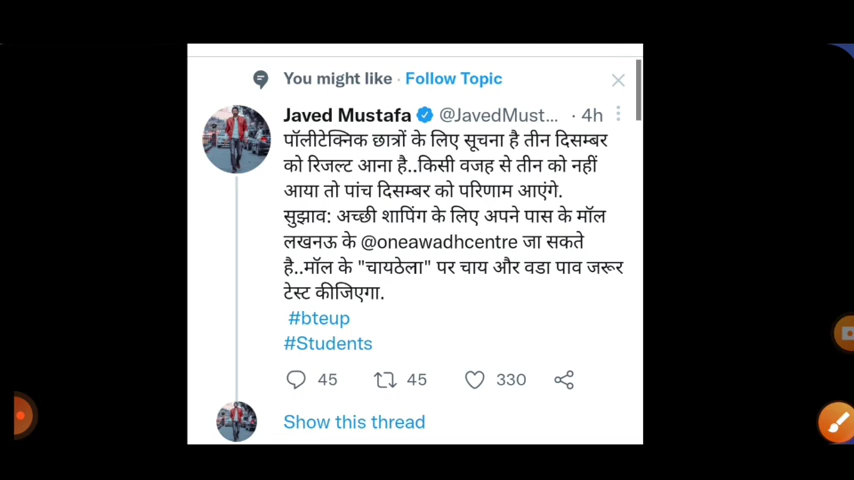 You might like · Follow Topic
Javed Mustafa @JavedMust... · 4h
पॉलीटेक्निक छात्रों के लिए सूचना है तीन दिसम्बर
को रिजल्ट आना है..किसी वजह से तीन को नहीं
आया तो पांच दिसम्बर को परिणाम आएंगे.
सुझाव: अच्छी शापिंग के लिए अपने पास के मॉल
लखनऊ के @oneawadhcentre जा सकते
है..मॉल के "चायठेला" पर चाय और वडा पाव जरूर
टेस्ट कीजिएगा.
#bteup
#Students
45 45 330
Show this thread